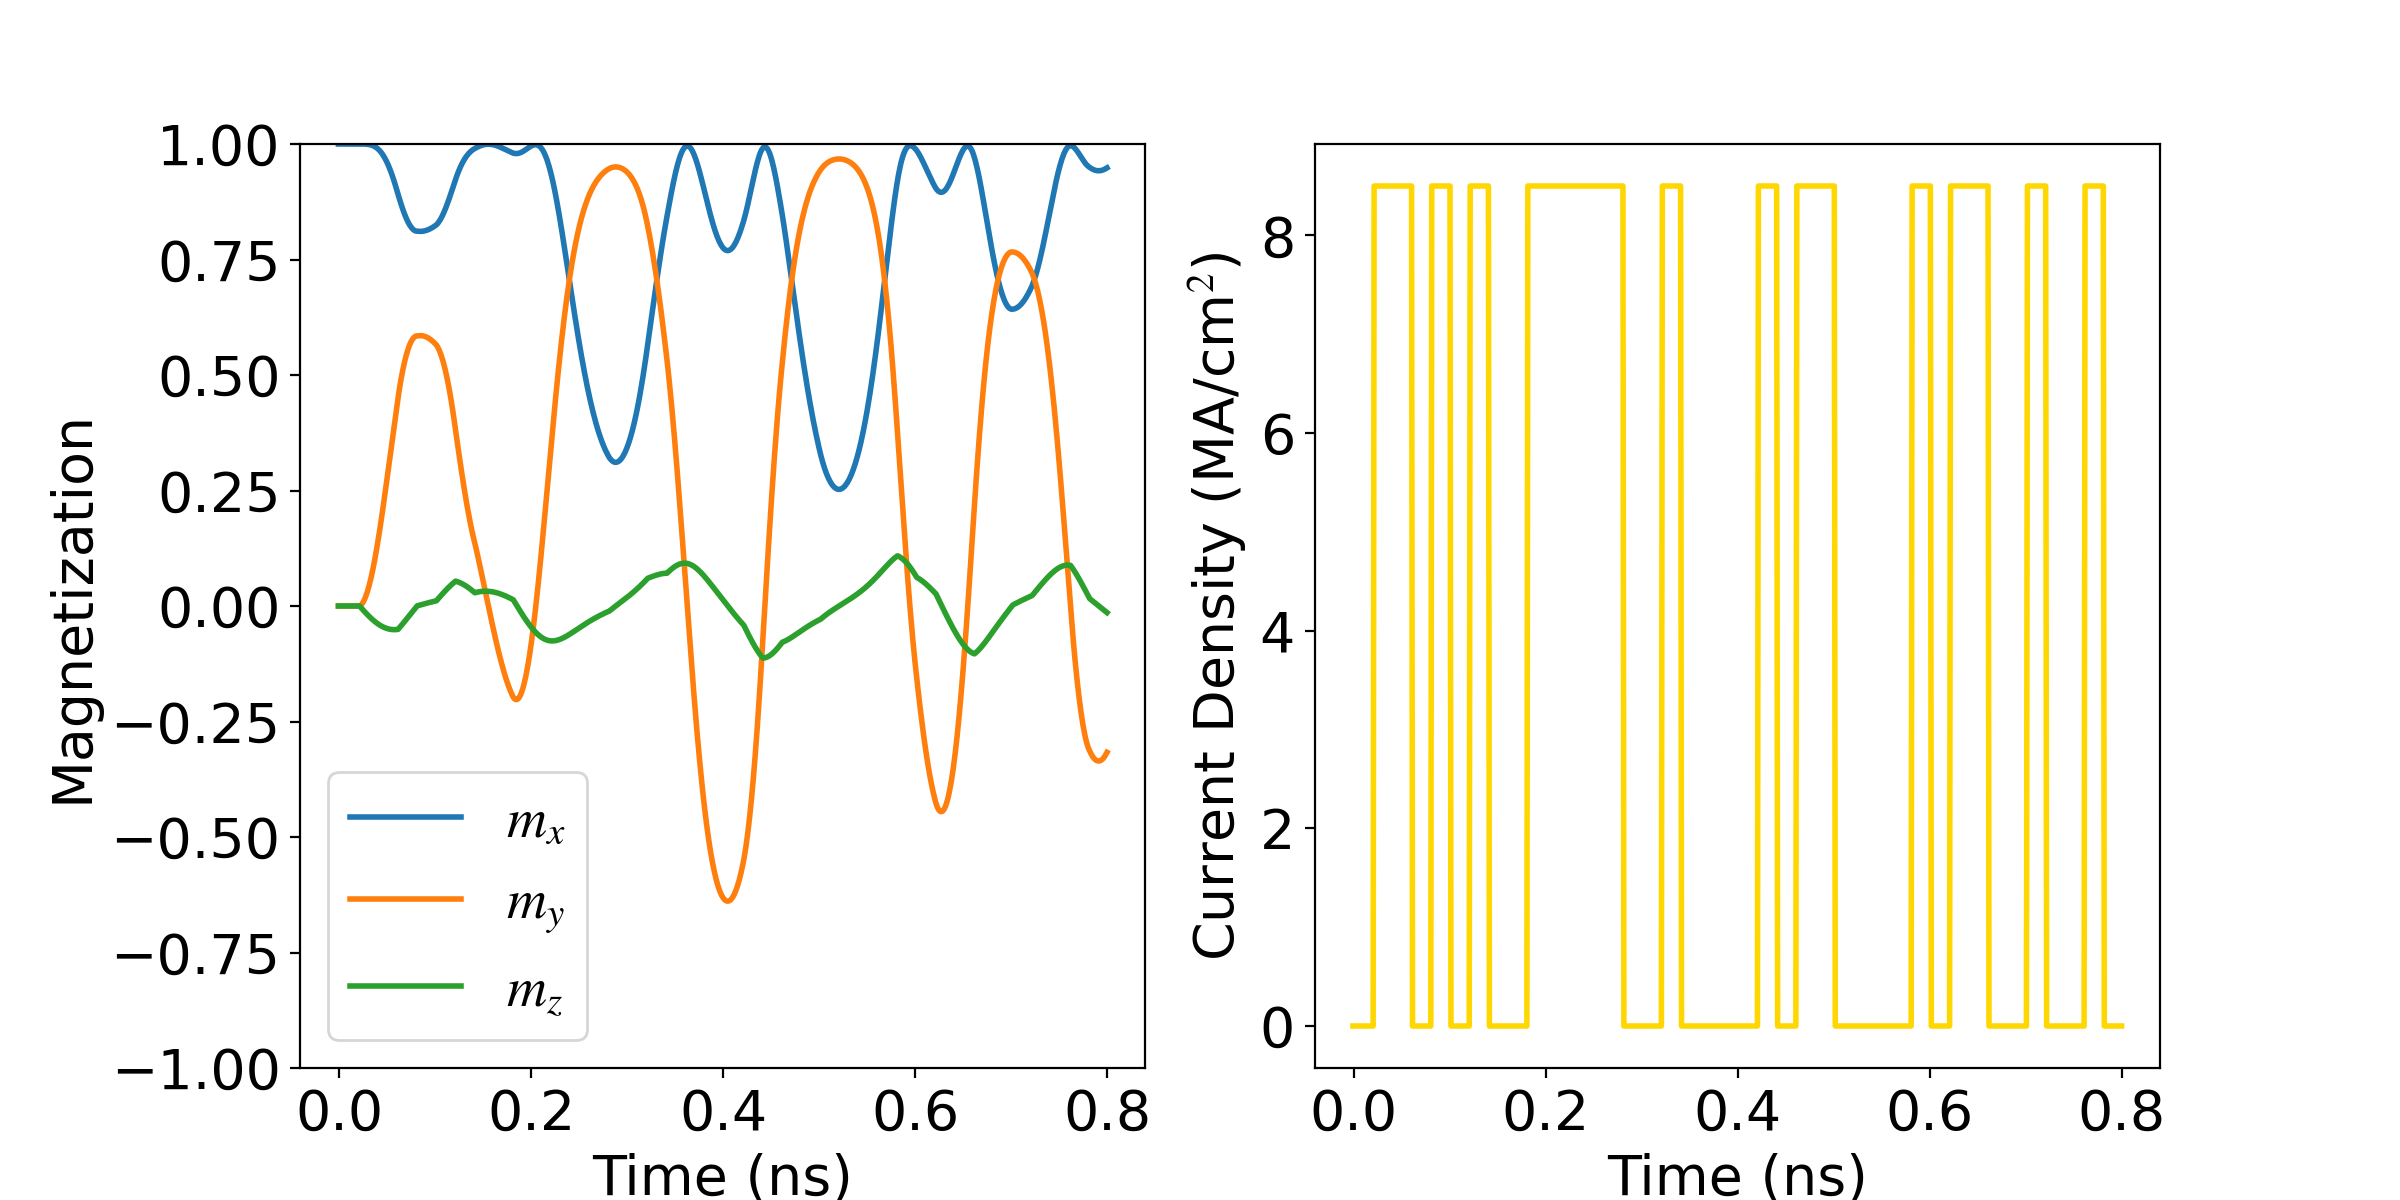 1.00
0.75
0.50
0.25
0.00
−0.25
−0.50
−0.75
−1.00
Magnetization
m_x
m_y
m_z
0.0 0.2 0.4 0.6 0.8
Time (ns)
8
6
4
2
0
Current Density (MA/cm²)
0.0 0.2 0.4 0.6 0.8
Time (ns)